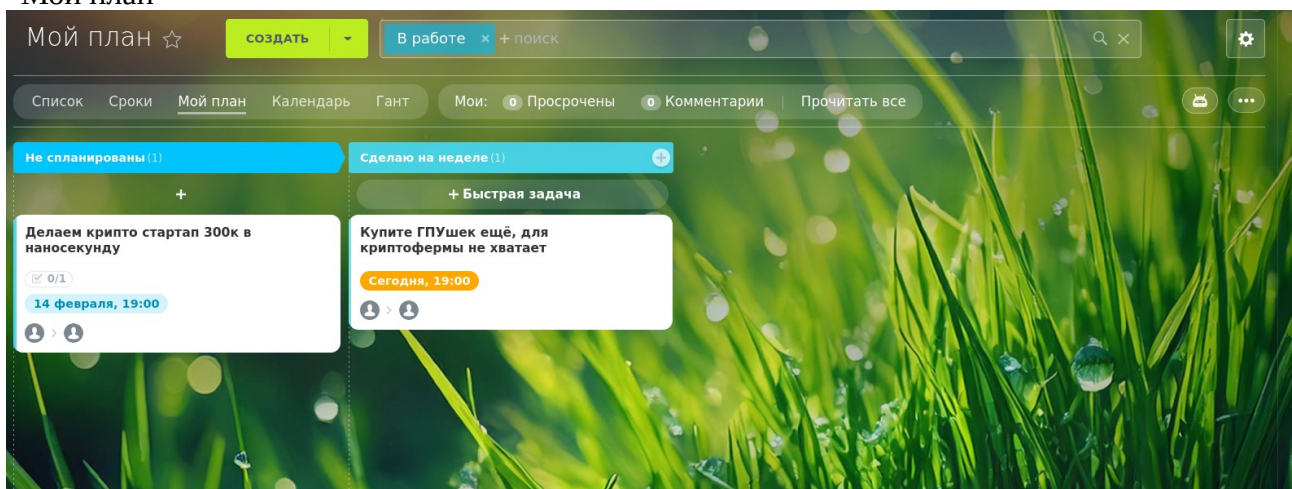 Мой план
Мой план
СОЗДАТЬ
В работе × + поиск
Список Сроки Мой план Календарь Гант Мои: 0 Просрочены 0 Комментарии Прочитать все
Не спланированы (1)
Сделаю на неделе (1)
+
+ Быстрая задача
Делаем крипто стартап 300к в
наносекунду
0/1
14 февраля, 19:00
Купите ГПУшек ещё, для
криптофермы не хватает
Сегодня, 19:00